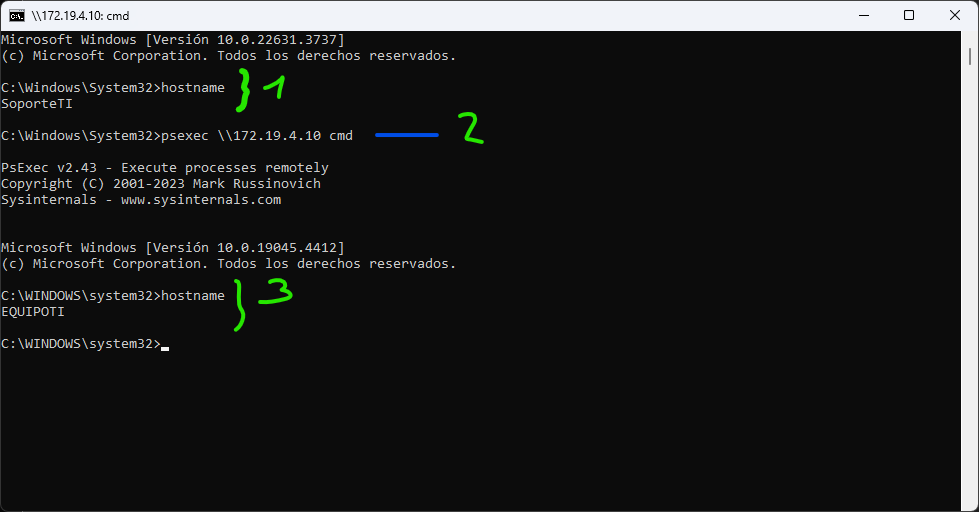 \\172.19.4.10: cmd
Microsoft Windows [Versión 10.0.22631.3737]
(c) Microsoft Corporation. Todos los derechos reservados.
C:\Windows\System32>hostname } 1
SoporteTI
C:\Windows\System32>psexec \\172.19.4.10 cmd 2
PsExec v2.43 - Execute processes remotely
Copyright (C) 2001-2023 Mark Russinovich
Sysinternals - www.sysinternals.com
Microsoft Windows [Versión 10.0.19045.4412]
(c) Microsoft Corporation. Todos los derechos reservados.
C:\WINDOWS\system32>hostname } 3
EQUIPOTI
C:\WINDOWS\system32>